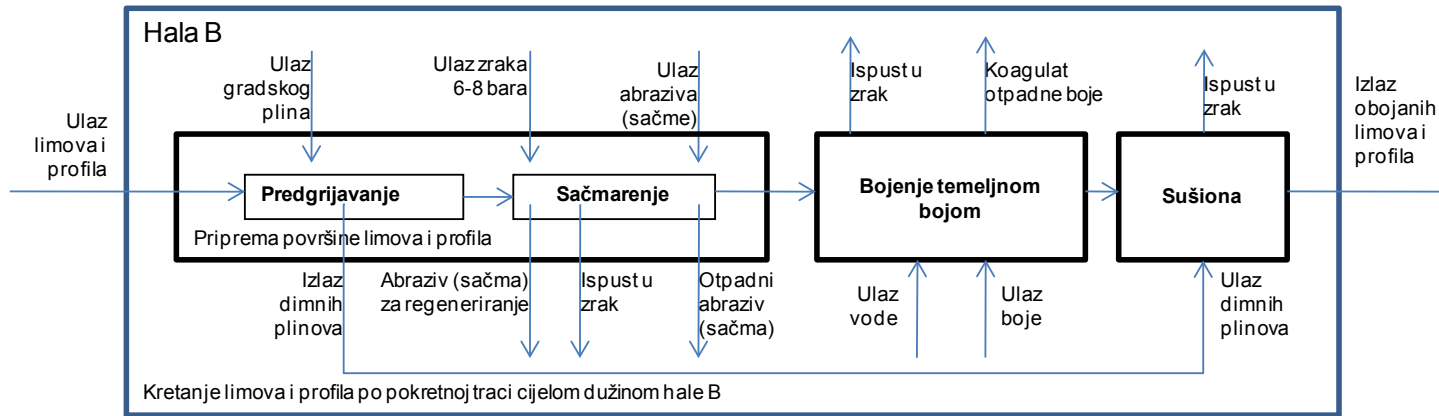 Hala B
Ulaz
gradskog
plina
Ulaz zraka
6-8 bara
Ulaz
abraziva
(sačme)
Ispust u
zrak
Koagulat
otpadne boje
Ispust u
zrak
Izlaz
obojanih
limova i
profila
Ulaz
limova i
profila
Predgrijavanje
Sačmarenje
Bojenje temeljnom
bojom
Sušiona
Priprema površine limova i profila
Izlaz
dimnih
plinova
Abraziv (sačma)
za regeneriranje
Ispust u
zrak
Otpadni
abraziv
(sačma)
Ulaz
vode
Ulaz
boje
Ulaz
dimnih
plinova
Kretanje limova i profila po pokretnoj traci cijelom dužinom hale B